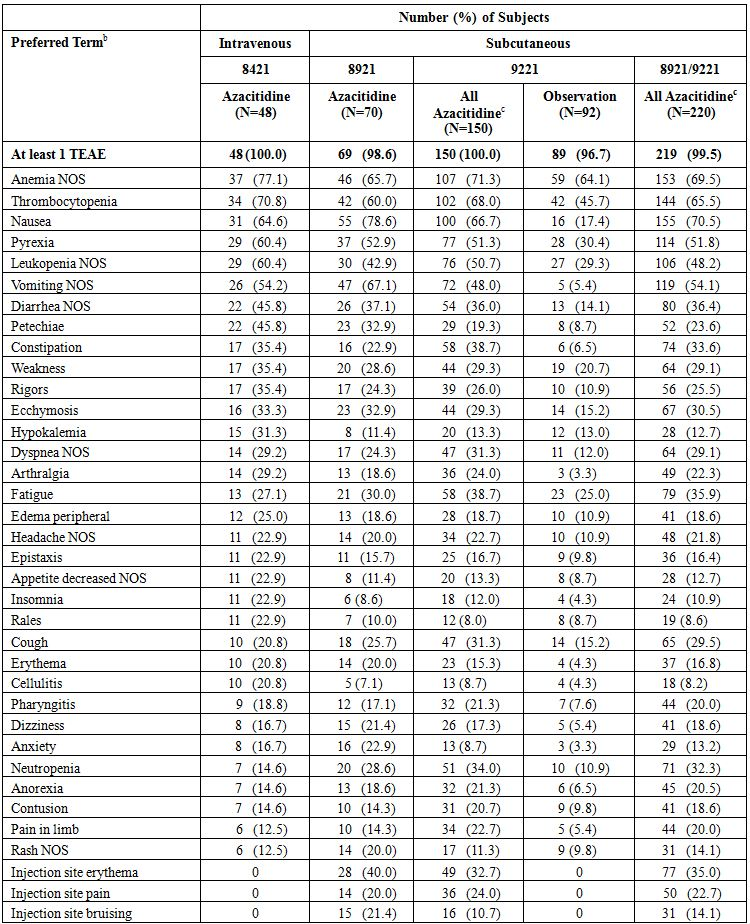 Number (%) of Subjects
Preferred Termᵇ Intravenous Subcutaneous
8421 8921 9221 8921/9221
Azacitidine (N=48) Azacitidine (N=70) All Azacitidineᶜ (N=150) Observation (N=92) All Azacitidineᶜ (N=220)
At least 1 TEAE 48 (100.0) 69 (98.6) 150 (100.0) 89 (96.7) 219 (99.5)
Anemia NOS 37 (77.1) 46 (65.7) 107 (71.3) 59 (64.1) 153 (69.5)
Thrombocytopenia 34 (70.8) 42 (60.0) 102 (68.0) 42 (45.7) 144 (65.5)
Nausea 31 (64.6) 55 (78.6) 100 (66.7) 16 (17.4) 155 (70.5)
Pyrexia 29 (60.4) 37 (52.9) 77 (51.3) 28 (30.4) 114 (51.8)
Leukopenia NOS 29 (60.4) 30 (42.9) 76 (50.7) 27 (29.3) 106 (48.2)
Vomiting NOS 26 (54.2) 47 (67.1) 72 (48.0) 5 (5.4) 119 (54.1)
Diarrhea NOS 22 (45.8) 26 (37.1) 54 (36.0) 13 (14.1) 80 (36.4)
Petechiae 22 (45.8) 23 (32.9) 29 (19.3) 8 (8.7) 52 (23.6)
Constipation 17 (35.4) 16 (22.9) 58 (38.7) 6 (6.5) 74 (33.6)
Weakness 17 (35.4) 20 (28.6) 44 (29.3) 19 (20.7) 64 (29.1)
Rigors 17 (35.4) 17 (24.3) 39 (26.0) 10 (10.9) 56 (25.5)
Ecchymosis 16 (33.3) 23 (32.9) 44 (29.3) 14 (15.2) 67 (30.5)
Hypokalemia 15 (31.3) 8 (11.4) 20 (13.3) 12 (13.0) 28 (12.7)
Dyspnea NOS 14 (29.2) 17 (24.3) 47 (31.3) 11 (12.0) 64 (29.1)
Arthralgia 14 (29.2) 13 (18.6) 36 (24.0) 3 (3.3) 49 (22.3)
Fatigue 13 (27.1) 21 (30.0) 58 (38.7) 23 (25.0) 79 (35.9)
Edema peripheral 12 (25.0) 13 (18.6) 28 (18.7) 10 (10.9) 41 (18.6)
Headache NOS 11 (22.9) 14 (20.0) 34 (22.7) 10 (10.9) 48 (21.8)
Epistaxis 11 (22.9) 11 (15.7) 25 (16.7) 9 (9.8) 36 (16.4)
Appetite decreased NOS 11 (22.9) 8 (11.4) 20 (13.3) 8 (8.7) 28 (12.7)
Insomnia 11 (22.9) 6 (8.6) 18 (12.0) 4 (4.3) 24 (10.9)
Rales 11 (22.9) 7 (10.0) 12 (8.0) 8 (8.7) 19 (8.6)
Cough 10 (20.8) 18 (25.7) 47 (31.3) 14 (15.2) 65 (29.5)
Erythema 10 (20.8) 14 (20.0) 23 (15.3) 4 (4.3) 37 (16.8)
Cellulitis 10 (20.8) 5 (7.1) 13 (8.7) 4 (4.3) 18 (8.2)
Pharyngitis 9 (18.8) 12 (17.1) 32 (21.3) 7 (7.6) 44 (20.0)
Dizziness 8 (16.7) 15 (21.4) 26 (17.3) 5 (5.4) 41 (18.6)
Anxiety 8 (16.7) 16 (22.9) 13 (8.7) 3 (3.3) 29 (13.2)
Neutropenia 7 (14.6) 20 (28.6) 51 (34.0) 10 (10.9) 71 (32.3)
Anorexia 7 (14.6) 13 (18.6) 32 (21.3) 6 (6.5) 45 (20.5)
Contusion 7 (14.6) 10 (14.3) 31 (20.7) 9 (9.8) 41 (18.6)
Pain in limb 6 (12.5) 10 (14.3) 34 (22.7) 5 (5.4) 44 (20.0)
Rash NOS 6 (12.5) 14 (20.0) 17 (11.3) 9 (9.8) 31 (14.1)
Injection site erythema 0 28 (40.0) 49 (32.7) 0 77 (35.0)
Injection site pain 0 14 (20.0) 36 (24.0) 0 50 (22.7)
Injection site bruising 0 15 (21.4) 16 (10.7) 0 31 (14.1)